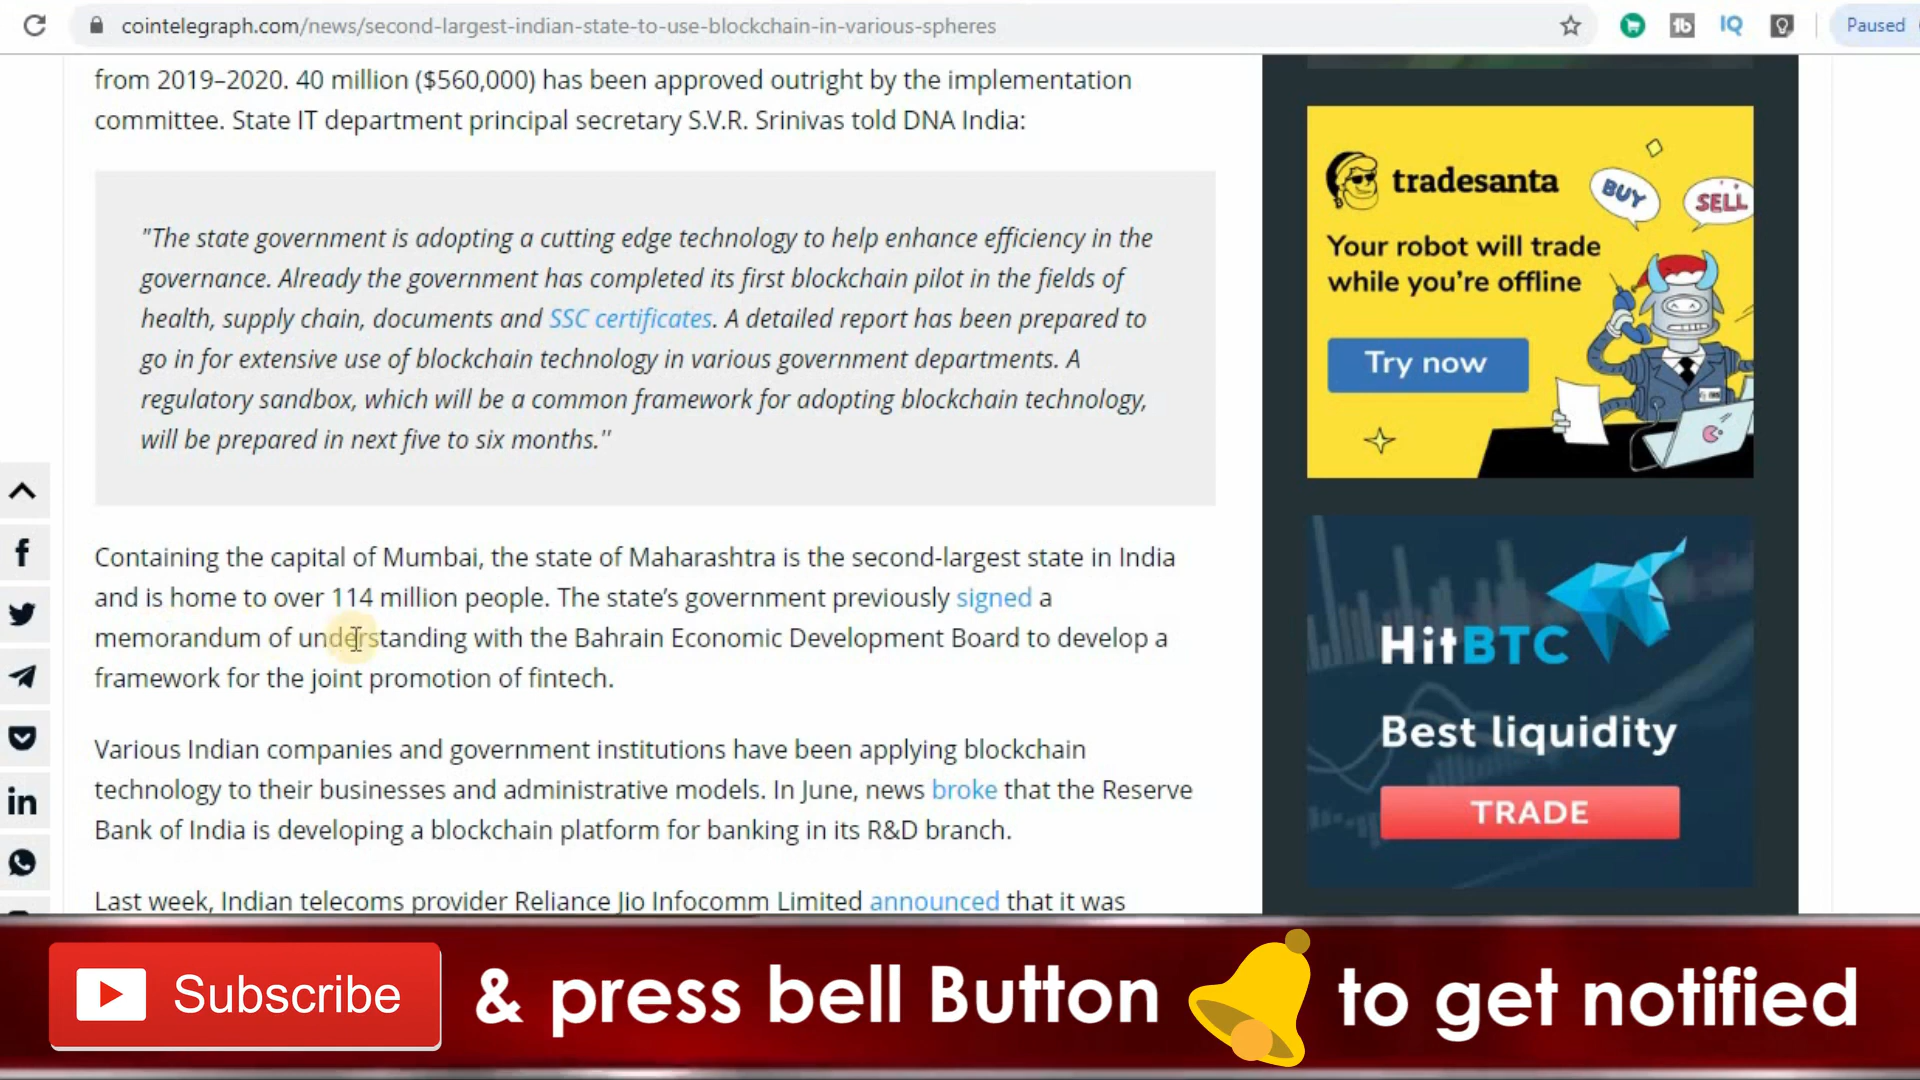 cointelegraph.com/news/second-largest-indian-state-to-use-blockchain-in-various-spheres
IQ
Paused
from 2019–2020. 40 million ($560,000) has been approved outright by the implementation
committee. State IT department principal secretary S.V.R. Srinivas told DNA India:
"The state government is adopting a cutting edge technology to help enhance efficiency in the
governance. Already the government has completed its first blockchain pilot in the fields of
health, supply chain, documents and SSC certificates. A detailed report has been prepared to
go in for extensive use of blockchain technology in various government departments. A
regulatory sandbox, which will be a common framework for adopting blockchain technology,
will be prepared in next five to six months.''
Containing the capital of Mumbai, the state of Maharashtra is the second-largest state in India
and is home to over 114 million people. The state’s government previously signed a
memorandum of understanding with the Bahrain Economic Development Board to develop a
framework for the joint promotion of fintech.
Various Indian companies and government institutions have been applying blockchain
technology to their businesses and administrative models. In June, news broke that the Reserve
Bank of India is developing a blockchain platform for banking in its R&D branch.
Last week, Indian telecoms provider Reliance Jio Infocomm Limited announced that it was
tradesanta
BUY
SELL
Your robot will trade
while you’re offline
Try now
HitBTC
Best liquidity
TRADE
Subscribe & press bell Button to get notified